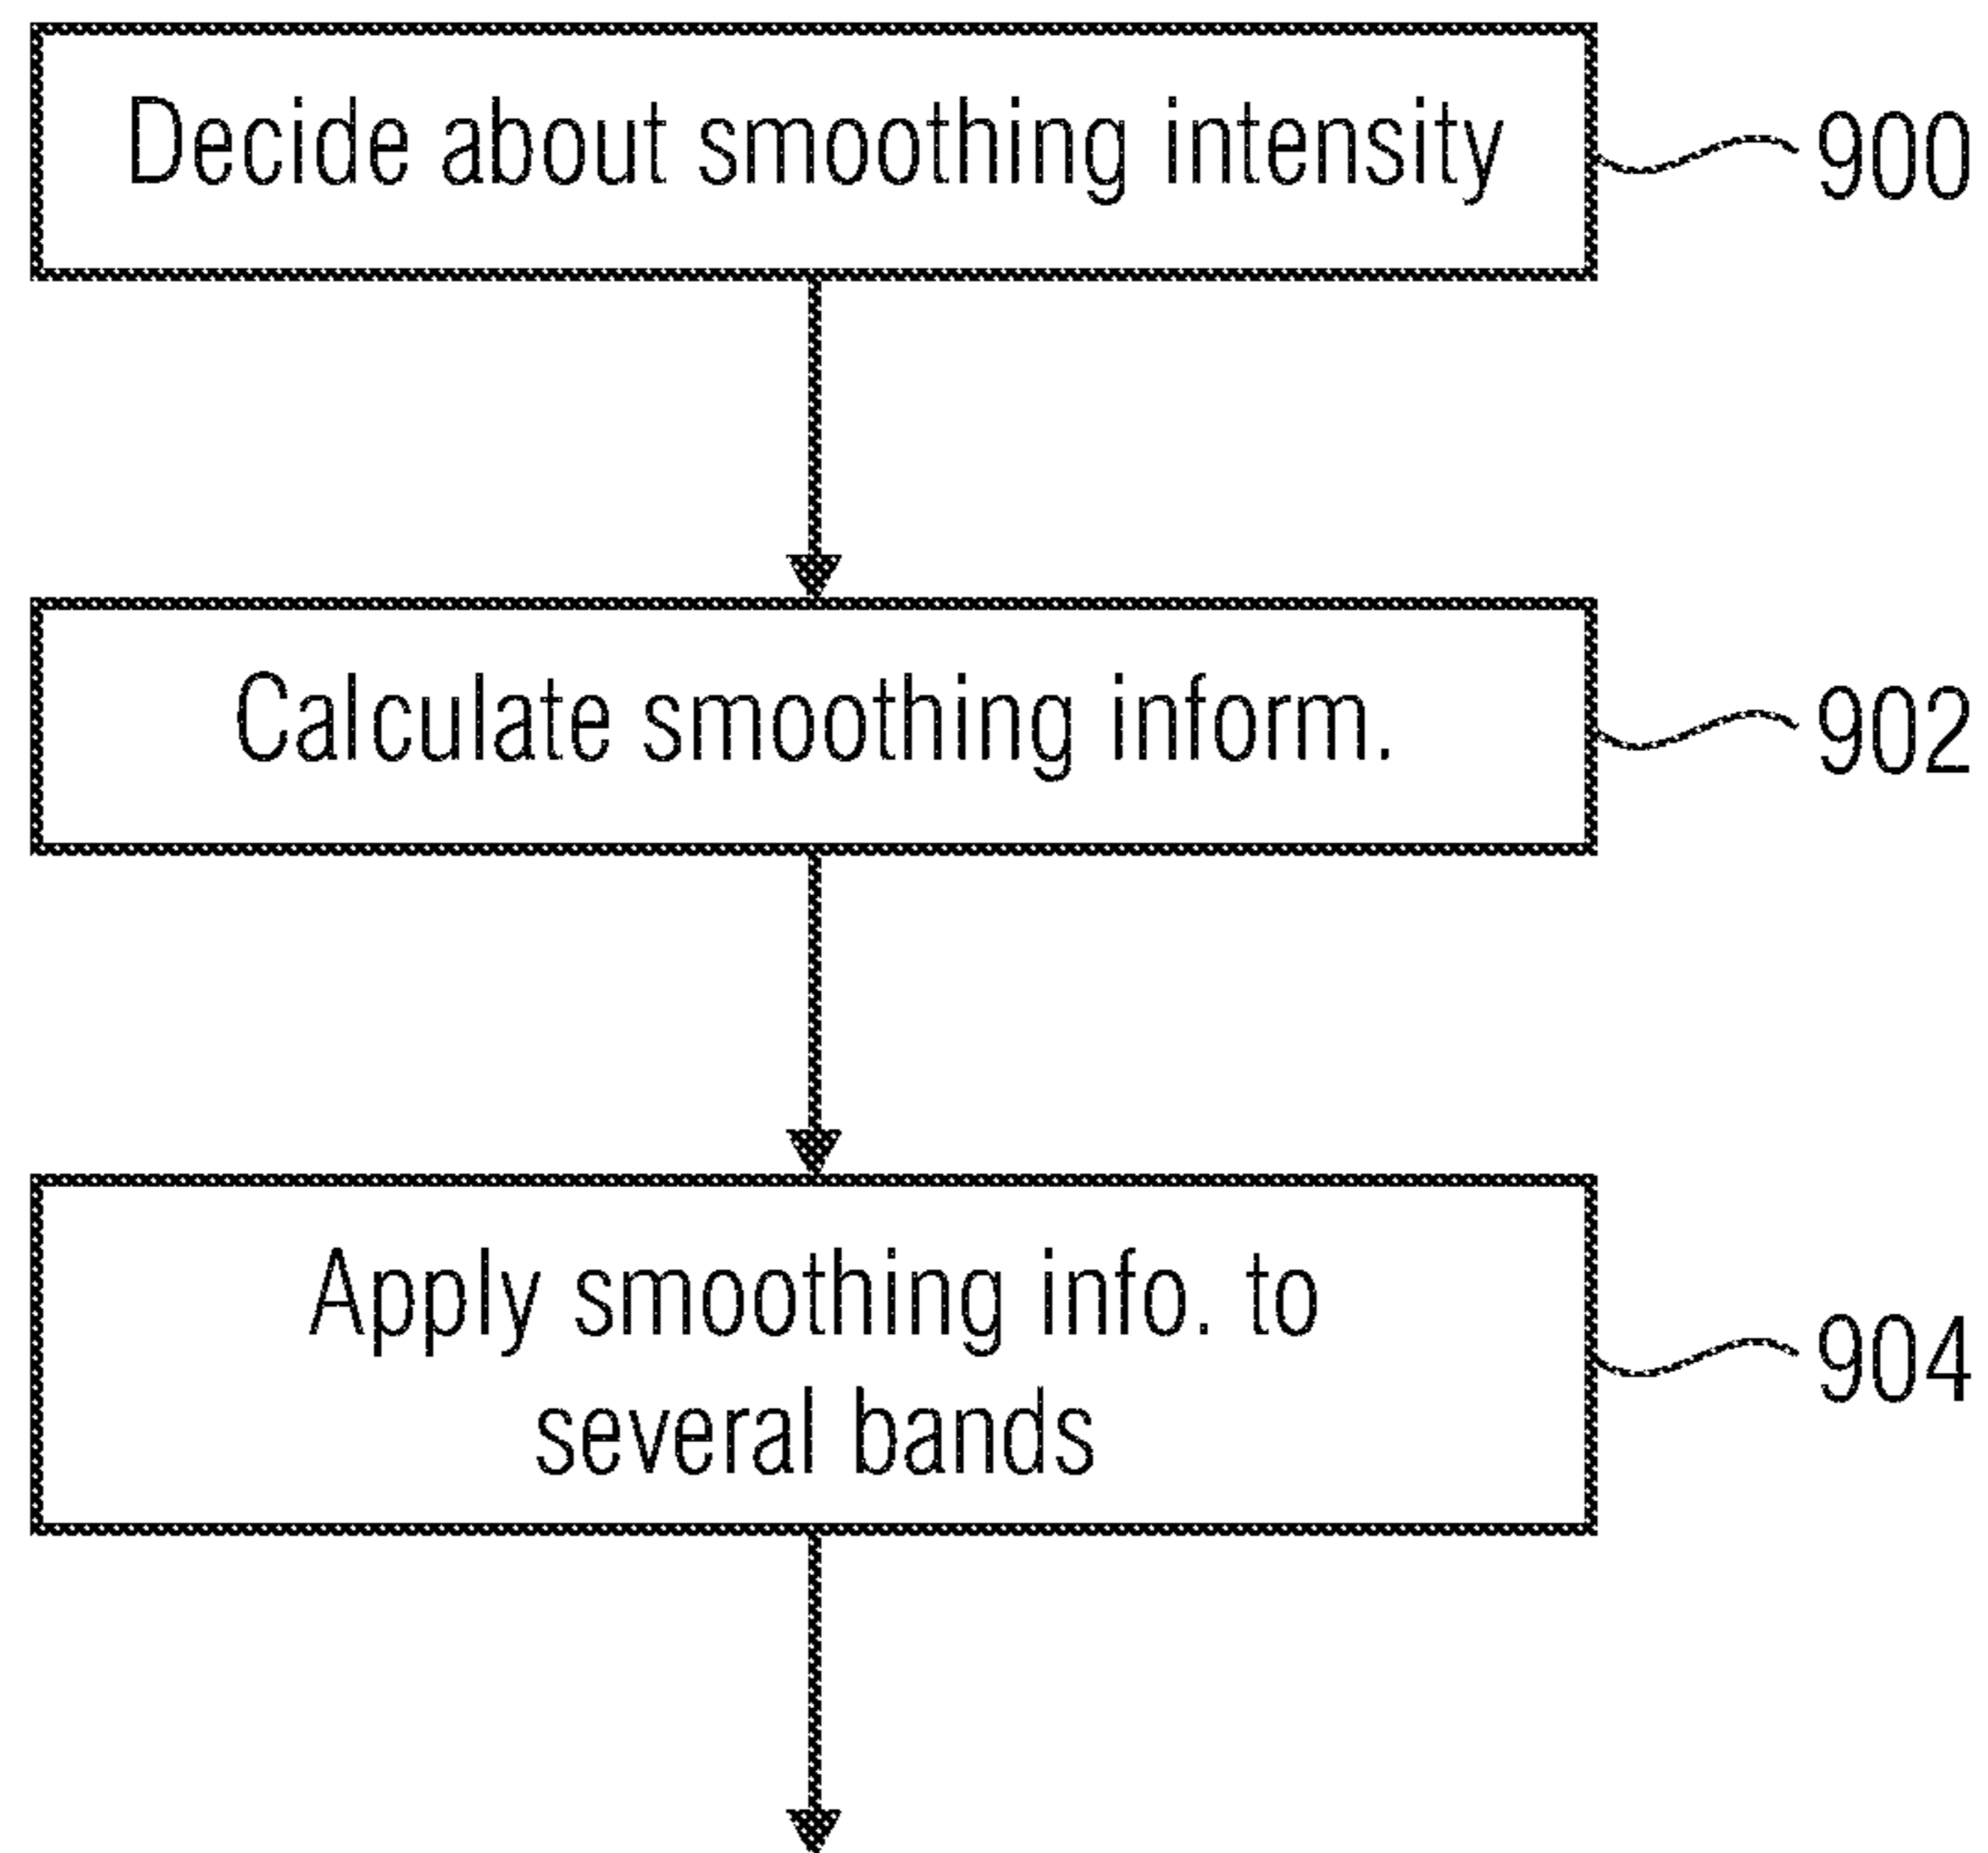 Decide about smoothing intensity
900
Calculate smoothing inform.
902
Apply smoothing info. to
several bands
904